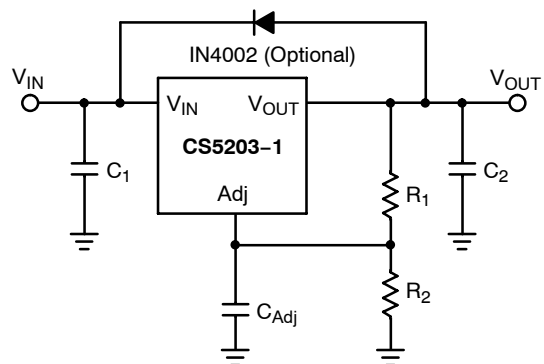 IN4002 (Optional)
VIN
VOUT
VIN
VOUT
CS5203−1
C1
C2
Adj
R1
R2
CAdj